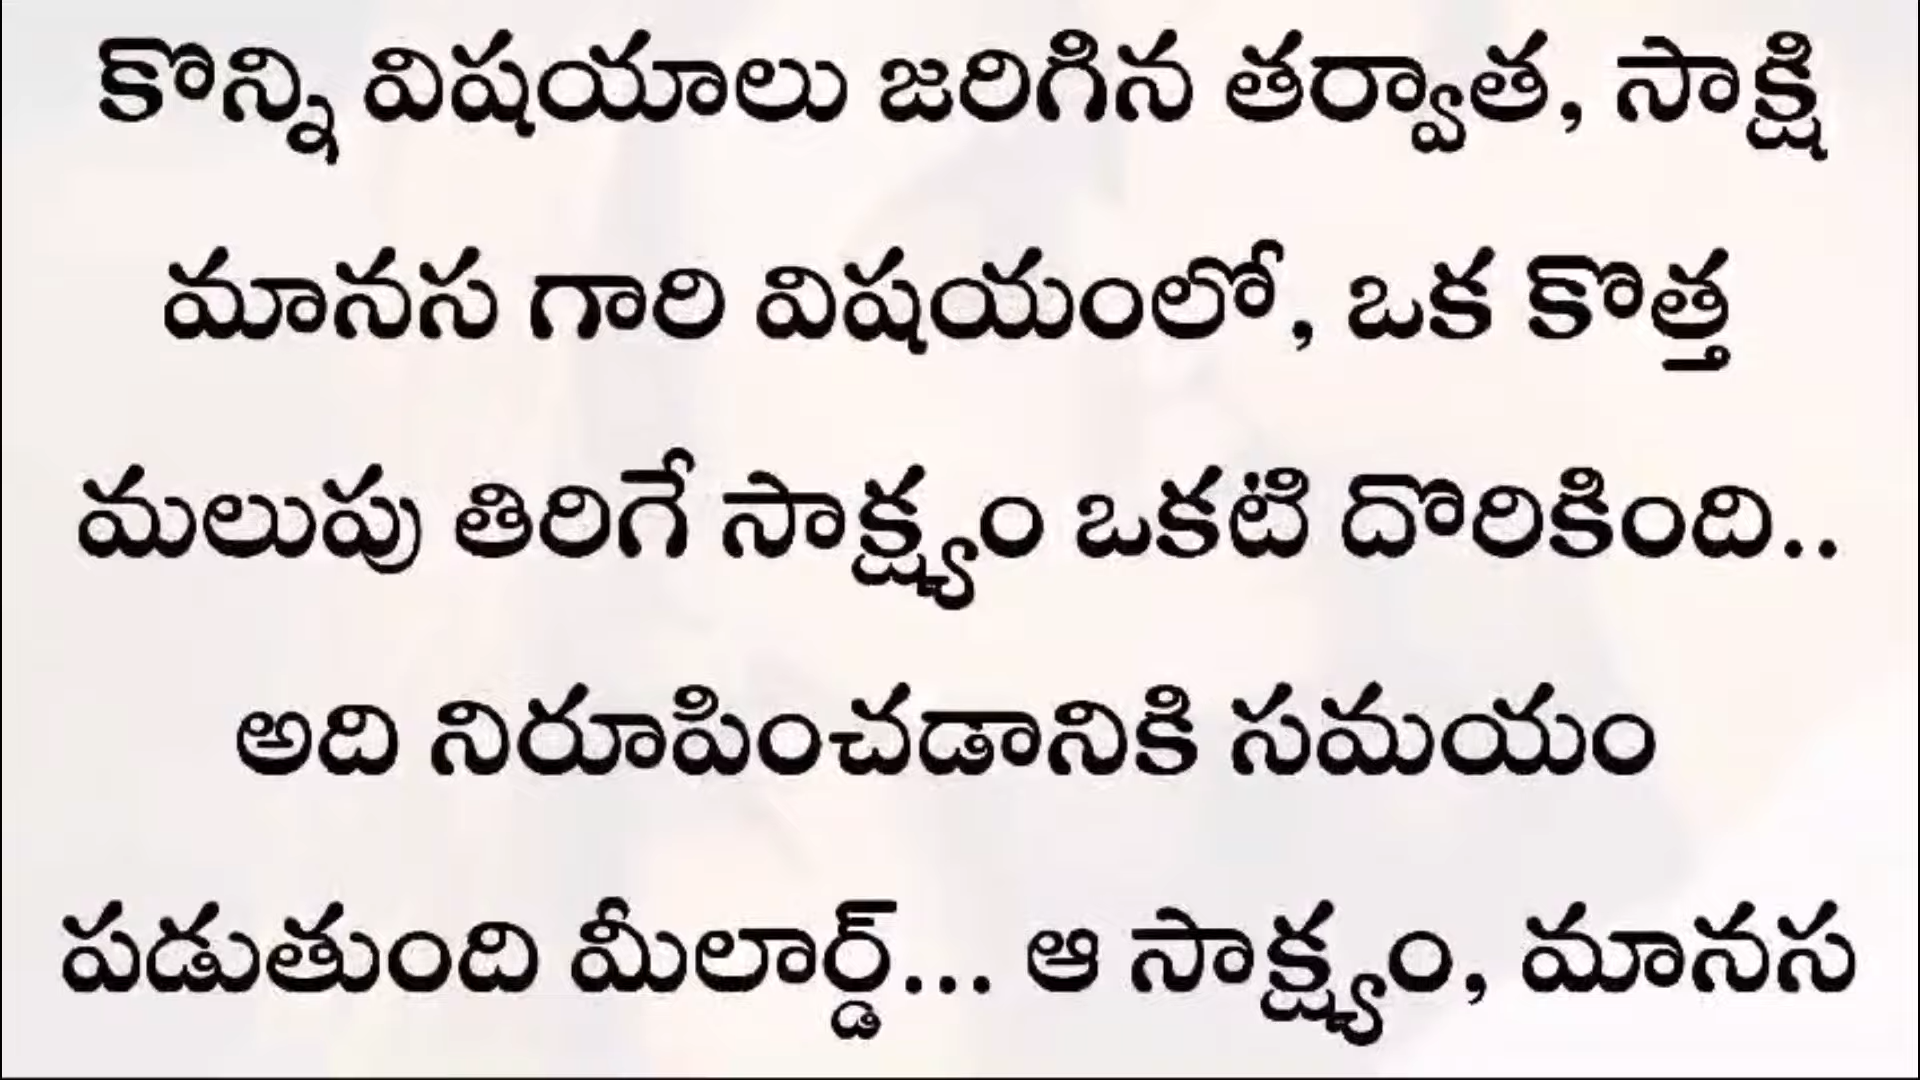 కొన్ని విషయాలు జరిగిన తర్వాత, సాక్షి
మానస గారి విషయంలో, ఒక కొత్త
మలుపు తిరిగే సాక్ష్యం ఒకటి దొరికింది..
అది నిరూపించడానికి సమయం
పడుతుంది మీలార్డ్... ఆ సాక్ష్యం, మానస